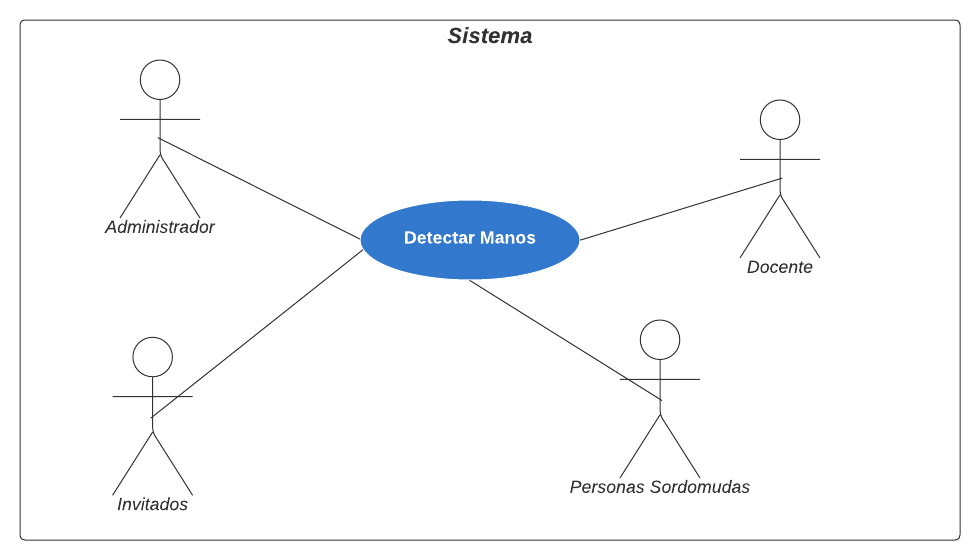 Sistema
Administrador
Detectar Manos
Docente
Invitados
Personas Sordomudas